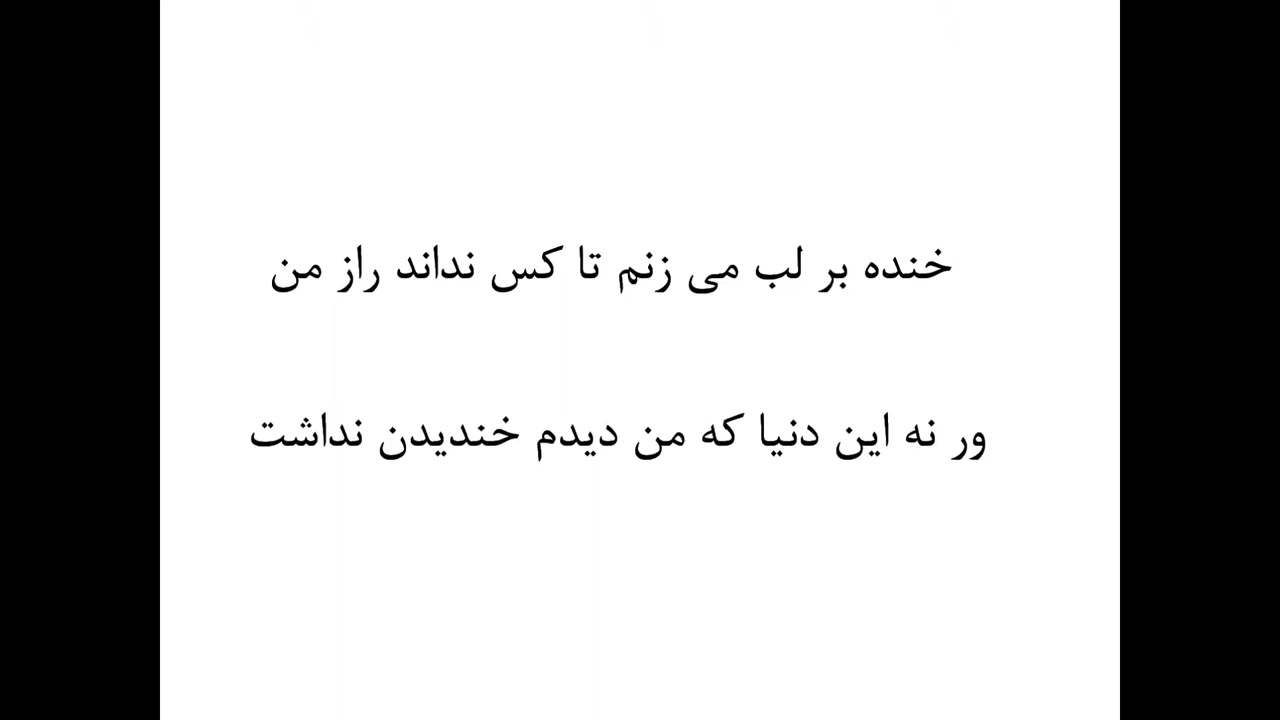 خنده بر لب می زنم تا کس نداند راز من
ور نه این دنیا که من دیدم خندیدن نداشت